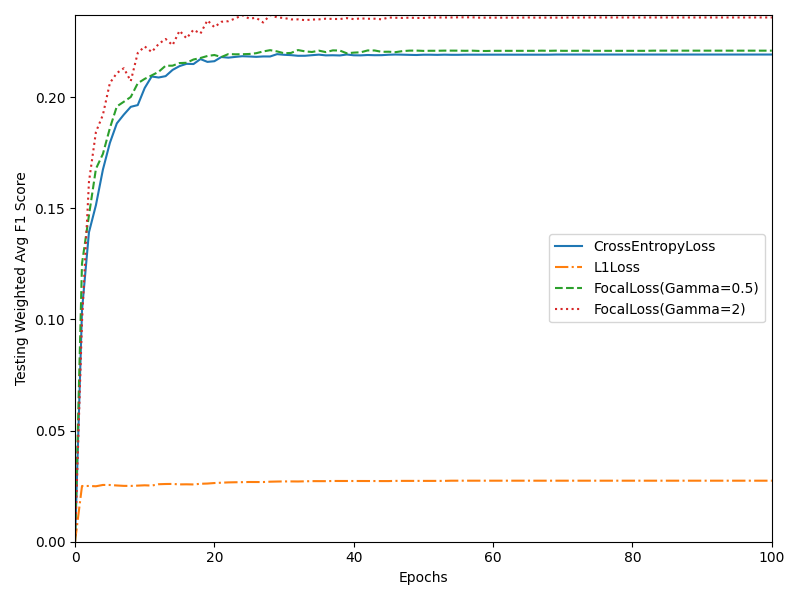 Testing Weighted Avg F1 Score
0.20
0.15
0.10
0.05
0.00
CrossEntropyLoss
L1Loss
FocalLoss(Gamma=0.5)
FocalLoss(Gamma=2)
0 20 40 60 80 100
Epochs